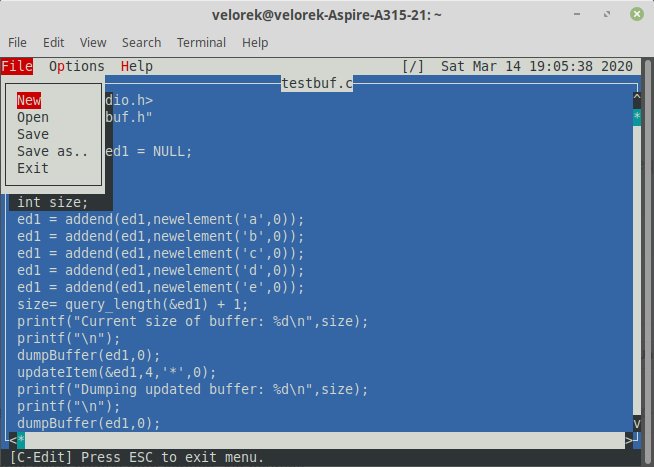 velorek@velorek-Aspire-A315-21: ~
File Edit View Search Terminal Help
File Options Help [/] Sat Mar 14 19:05:38 2020
testbuf.c
New dio.h> ^
Open buf.h" *
Save
Save as.. ed1 = NULL;
Exit
int size;
ed1 = addend(ed1,newelement('a',0));
ed1 = addend(ed1,newelement('b',0));
ed1 = addend(ed1,newelement('c',0));
ed1 = addend(ed1,newelement('d',0));
ed1 = addend(ed1,newelement('e',0));
size= query_length(&ed1) + 1;
printf("Current size of buffer: %d\n",size);
printf("\n");
dumpBuffer(ed1,0);
updateItem(&ed1,4,'*',0);
printf("Dumping updated buffer: %d\n",size);
printf("\n");
dumpBuffer(ed1,0); v
<* >
[C-Edit] Press ESC to exit menu.